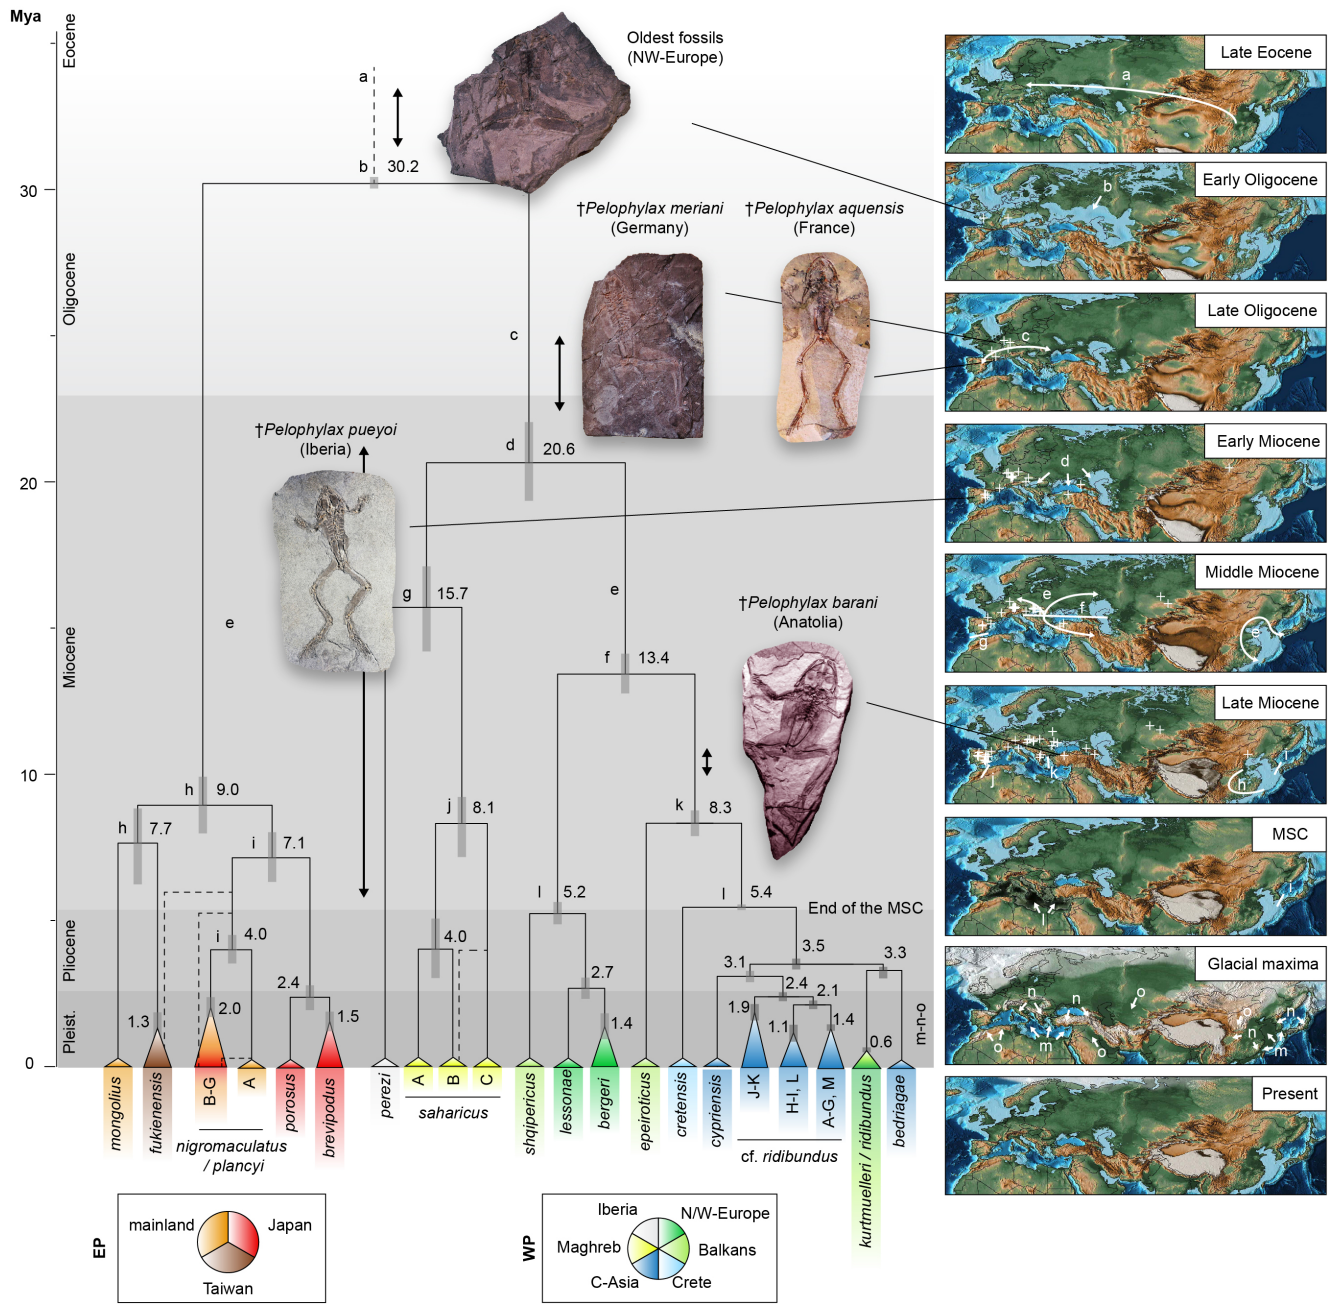 Mya
Eocene
Oligocene
Miocene
Pliocene
Pleist.
30
20
10
0
Oldest fossils
(NW-Europe)
a
b
30.2
†Pelophylax meriani
(Germany)
†Pelophylax aquensis
(France)
c
†Pelophylax pueyoi
(Iberia)
d
20.6
g
15.7
e
e
†Pelophylax barani
(Anatolia)
f
13.4
h
9.0
h
7.7
i
7.1
j
8.1
k
8.3
l
5.2
l
5.4
End of the MSC
i
4.0
4.0
3.5
3.3
3.1
2.7
2.4
2.4
2.1
2.0
1.9
1.3
1.5
1.4
1.1
1.4
0.6
m-n-o
mongolius
fukienensis
B-G
A
porosus
brevipodus
nigromaculatus
/ plancyi
perezi
A
B
C
saharicus
shqipericus
lessonae
bergeri
epeiroticus
cretensis
cypriensis
J-K
H-I, L
A-G, M
cf. ridibundus
kurtmuelleri / ridibundus
bedriagae
EP
mainland
Japan
Taiwan
WP
Iberia
N/W-Europe
Maghreb
Balkans
C-Asia
Crete
Late Eocene
a
Early Oligocene
b
Late Oligocene
c
Early Miocene
d
Middle Miocene
e
f
g
e
Late Miocene
j
k
h
i
MSC
l
i
Glacial maxima
n
n
o
o
n
o
m
o
n
m
Present